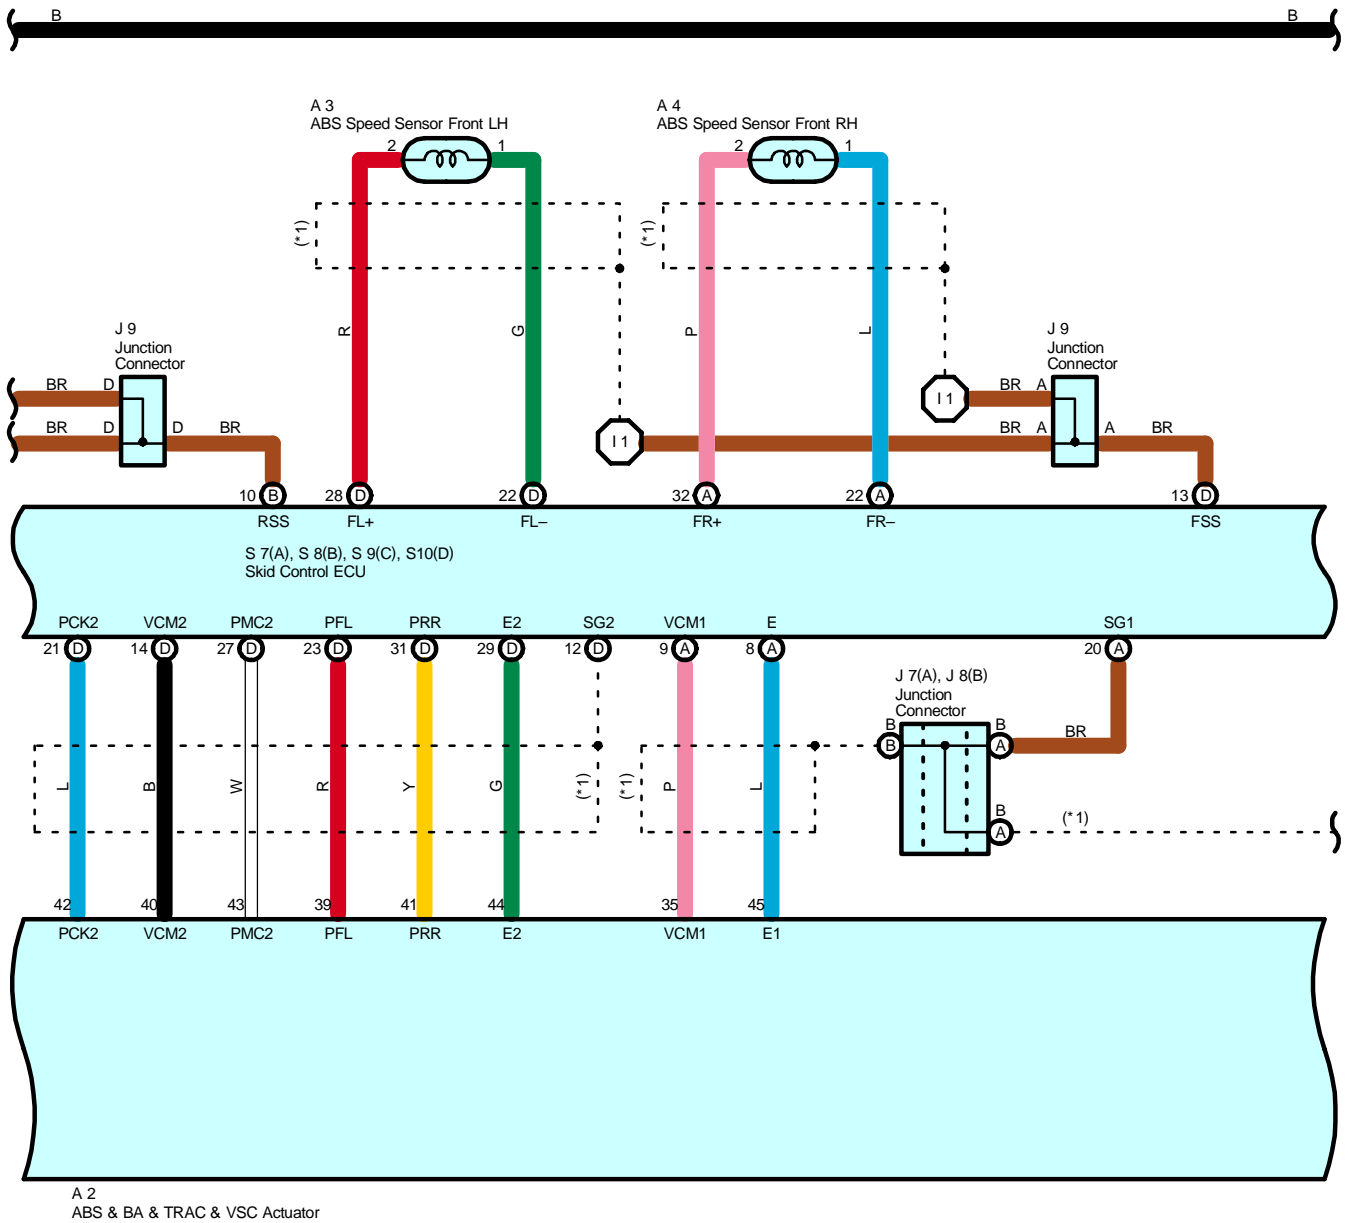 B B
A 3
ABS Speed Sensor Front LH
A 4
ABS Speed Sensor Front RH
2 1 2 1
(*1) (*1)
R G P L
J 9
Junction
Connector
J 9
Junction
Connector
BR D BR A
I 1
BR D D BR I 1 BR A A BR
10 B 28 D 22 D 32 A 22 A 13 D
RSS FL+ FL– FR+ FR– FSS
S 7(A), S 8(B), S 9(C), S10(D)
Skid Control ECU
PCK2 VCM2 PMC2 PFL PRR E2 SG2 VCM1 E SG1
21 D 14 D 27 D 23 D 31 D 29 D 12 D 9 A 8 A 20 A
J 7(A), J 8(B)
Junction
Connector
B B
B A BR
L B W R Y G (*1) (*1) P L
B
A (*1)
42 40 43 39 41 44 35 45
PCK2 VCM2 PMC2 PFL PRR E2 VCM1 E1
A 2
ABS & BA & TRAC & VSC Actuator